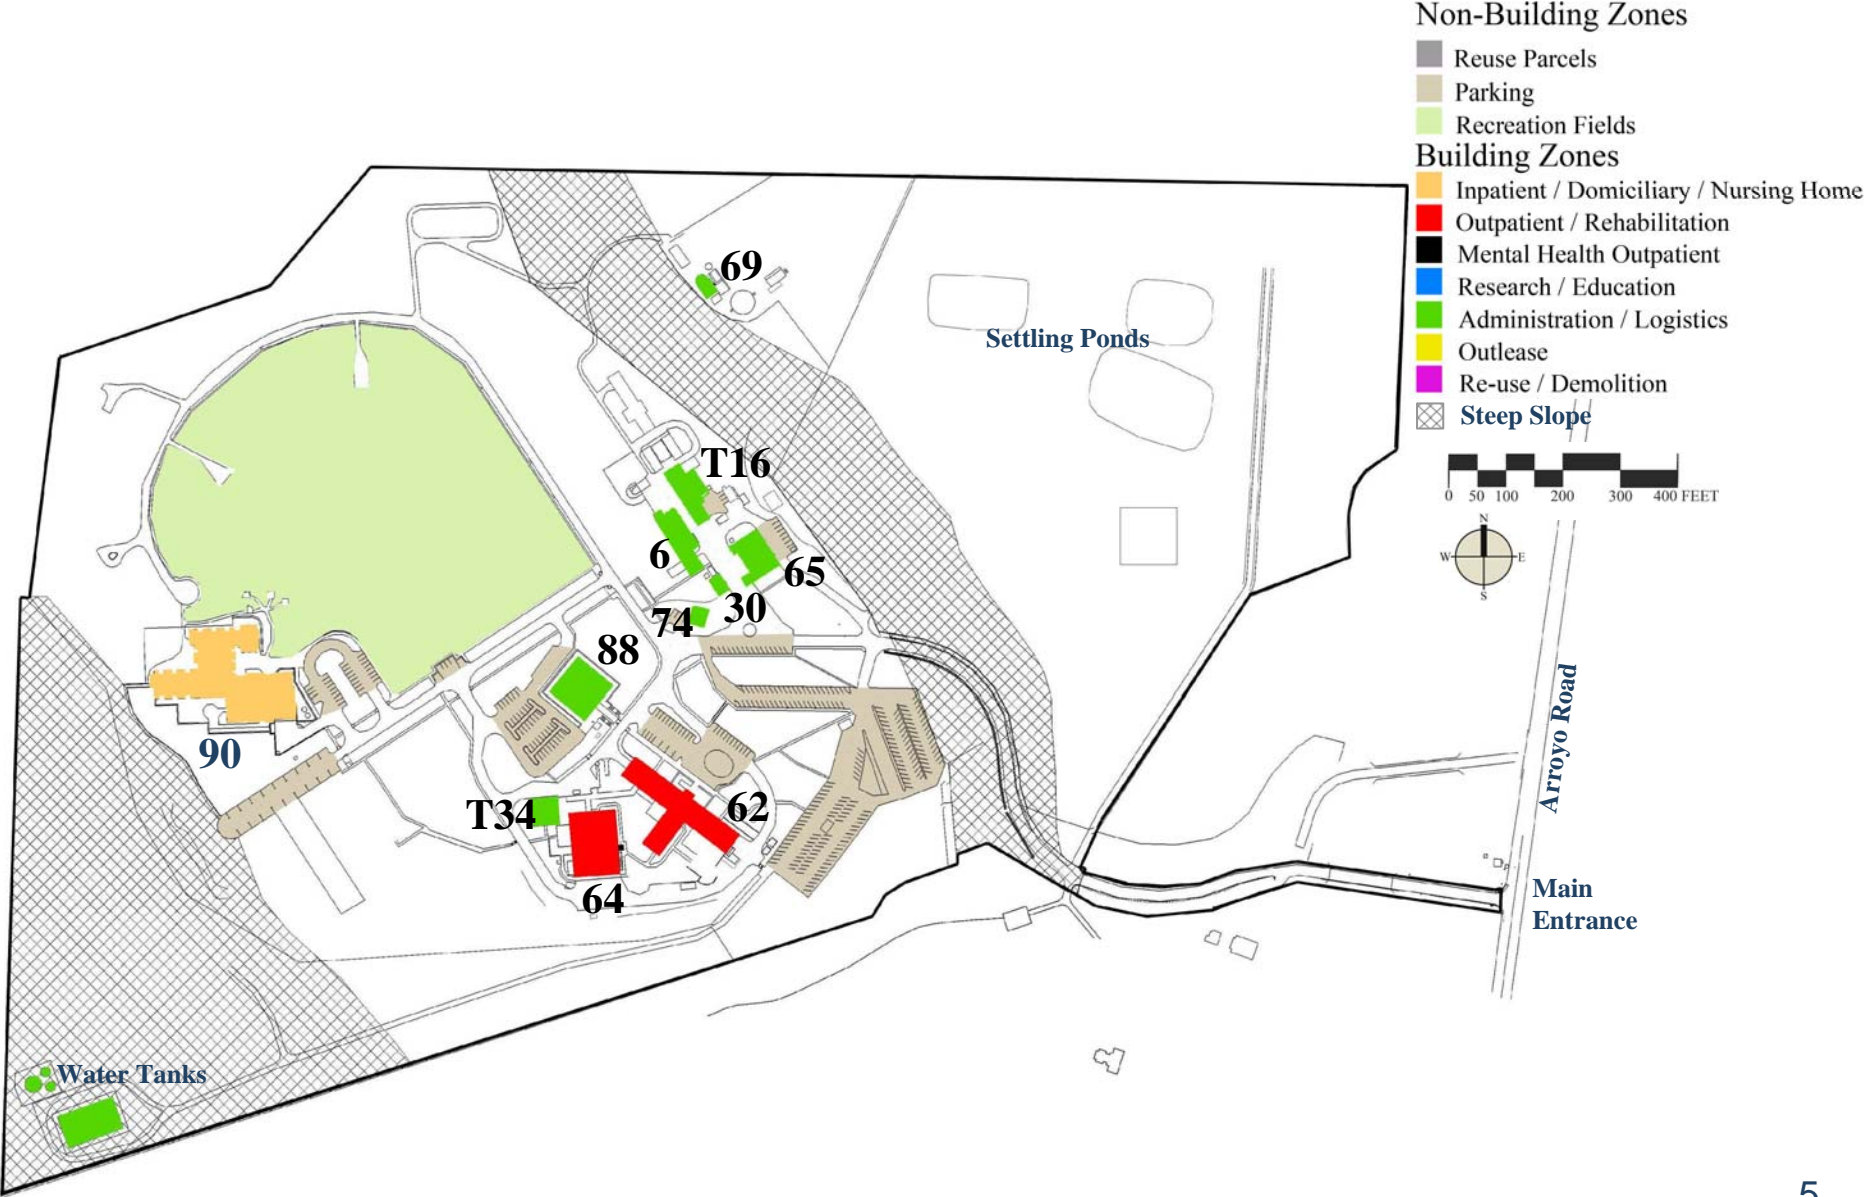 Non-Building Zones
Reuse Parcels
Parking
Recreation Fields
Building Zones
Inpatient / Domiciliary / Nursing Home
Outpatient / Rehabilitation
Mental Health Outpatient
Research / Education
Administration / Logistics
Outlease
Re-use / Demolition
Steep Slope
0 50 100 200 300 400 FEET
N
W E
S
69
Settling Ponds
T16
6
65
30
74
88
90
T34
62
64
Arroyo Road
Main
Entrance
Water Tanks
5